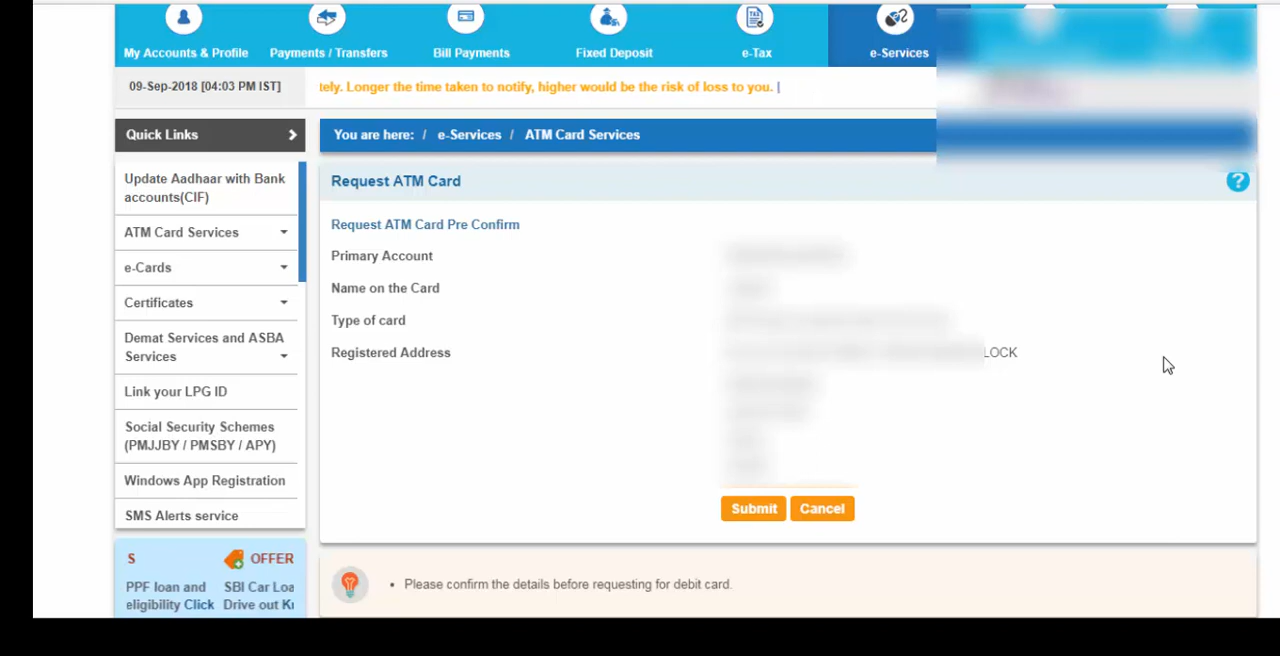 My Accounts & Profile
Payments / Transfers
Bill Payments
Fixed Deposit
e-Tax
e-Services
09-Sep-2018 [04:03 PM IST]
tely. Longer the time taken to notify, higher would be the risk of loss to you. |
Quick Links
You are here: / e-Services / ATM Card Services
Update Aadhaar with Bank
accounts(CIF)
ATM Card Services
e-Cards
Certificates
Demat Services and ASBA
Services
Link your LPG ID
Social Security Schemes
(PMJJBY / PMSBY / APY)
Windows App Registration
SMS Alerts service
S
OFFER
PPF loan and
eligibility Click
SBI Car Loa
Drive out
Request ATM Card
?
Request ATM Card Pre Confirm
Primary Account
Name on the Card
Type of card
Registered Address
LOCK
Submit
Cancel
• Please confirm the details before requesting for debit card.